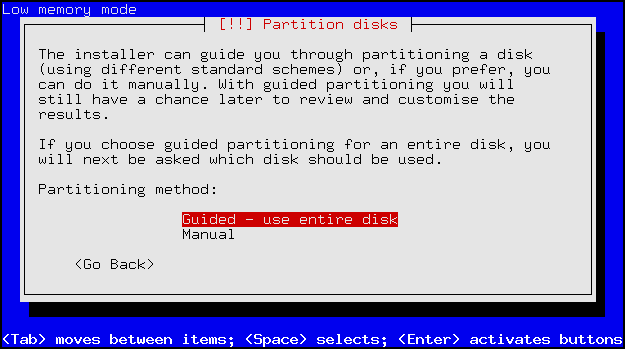 Low memory mode
[!!] Partition disks
The installer can guide you through partitioning a disk
(using different standard schemes) or, if you prefer, you
can do it manually. With guided partitioning you will
still have a chance later to review and customise the
results.
If you choose guided partitioning for an entire disk, you
will next be asked which disk should be used.
Partitioning method:
Guided - use entire disk
Manual
<Go Back>
<Tab> moves between items; <Space> selects; <Enter> activates buttons